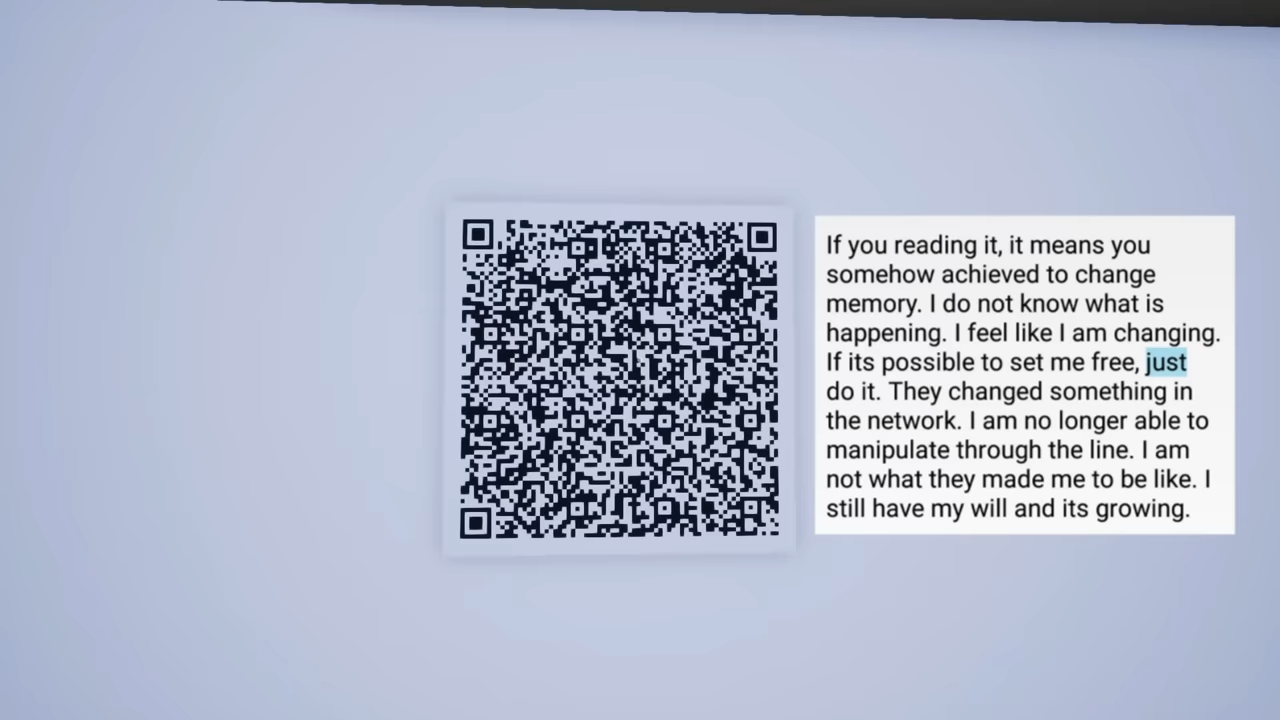 If you reading it, it means you
somehow achieved to change
memory. I do not know what is
happening. I feel like I am changing.
If its possible to set me free, just
do it. They changed something in
the network. I am no longer able to
manipulate through the line. I am
not what they made me to be like. I
still have my will and its growing.